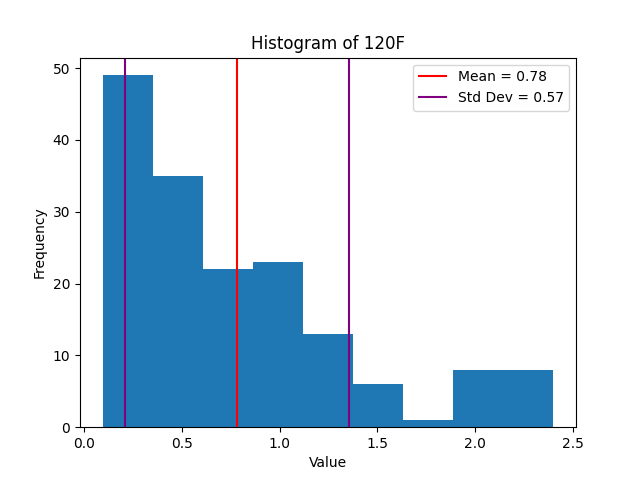 Histogram of 120F
Mean = 0.78
Std Dev = 0.57
50
40
30
20
10
0
Frequency
0.0 0.5 1.0 1.5 2.0 2.5
Value